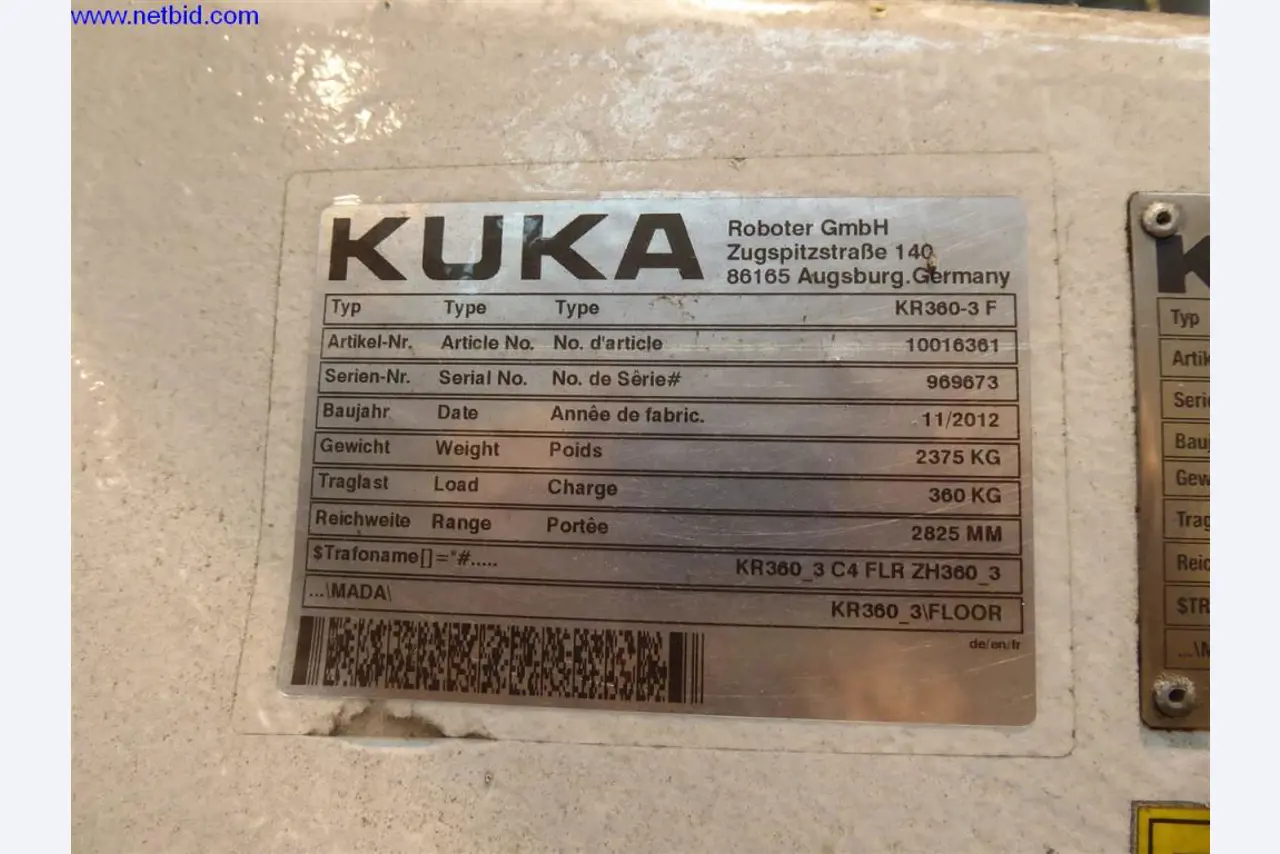 www.netbid.com
KUKA
Roboter GmbH
Zugspitzstraße 140
86165 Augsburg.Germany
Typ Type Type KR360-3 F
Artikel-Nr. Article No. No. d'article 10016361
Serien-Nr. Serial No. No. de Sêrie# 969673
Baujahr Date Annêe de fabric. 11/2012
Gewicht Weight Poids 2375 KG
Traglast Load Charge 360 KG
Reichweite Range Portêe 2825 MM
$Trafoname[]="#..... KR360_3 C4 FLR ZH360_3
...\MADA\ KR360_3\FLOOR
de/en/fr
K
Typ